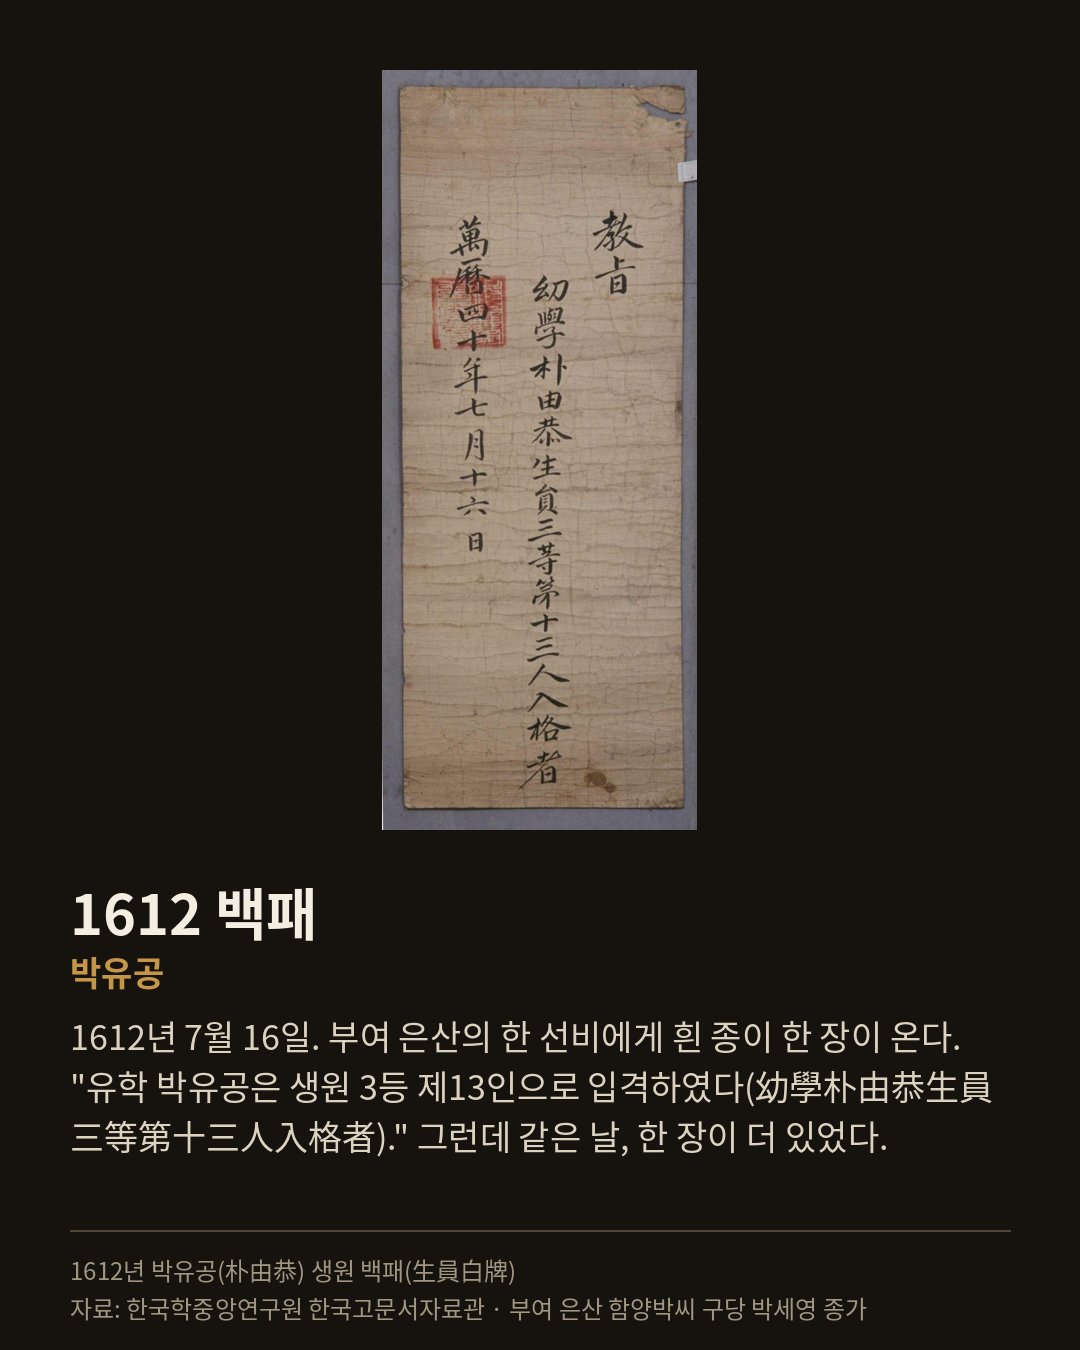 教旨
幼學朴由恭生員三等第十三人入格者
萬曆四十年七月十六日
1612 백패
박유공
1612년 7월 16일. 부여 은산의 한 선비에게 흰 종이 한 장이 온다.
"유학 박유공은 생원 3등 제13인으로 입격하였다(幼學朴由恭生員
三等第十三人入格者)." 그런데 같은 날, 한 장이 더 있었다.
1612년 박유공(朴由恭) 생원 백패(生員白牌)
자료: 한국학중앙연구원 한국고문서자료관 · 부여 은산 함양박씨 구당 박세영 종가